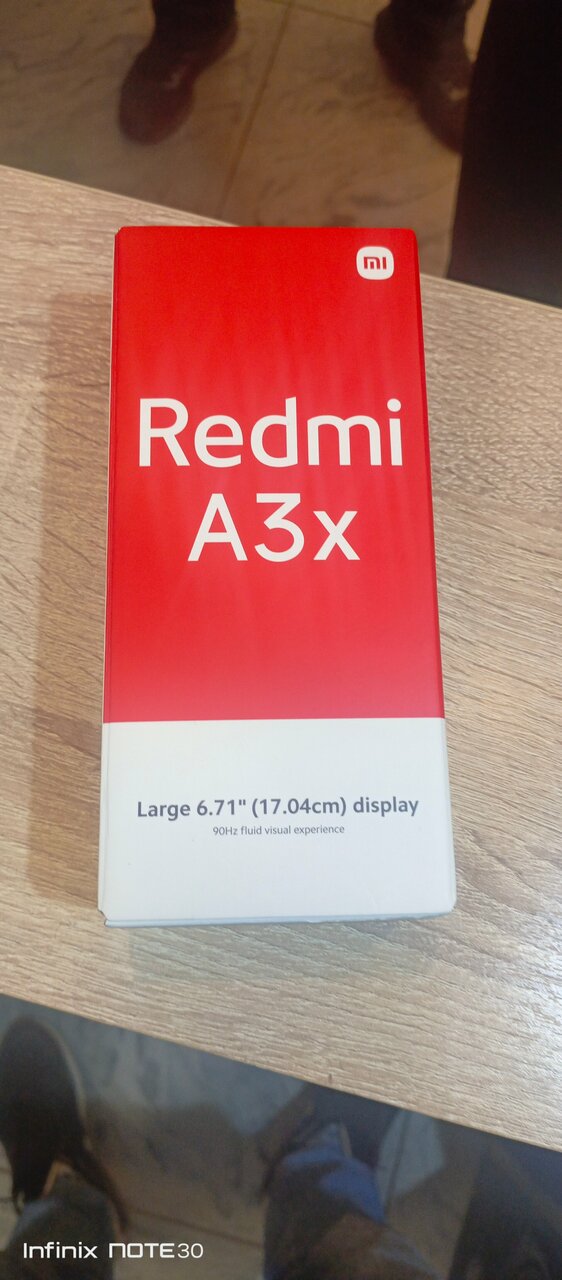 mi
Redmi
A3x
Large 6.71" (17.04cm) display
90Hz fluid visual experience
Infinix NOTE30